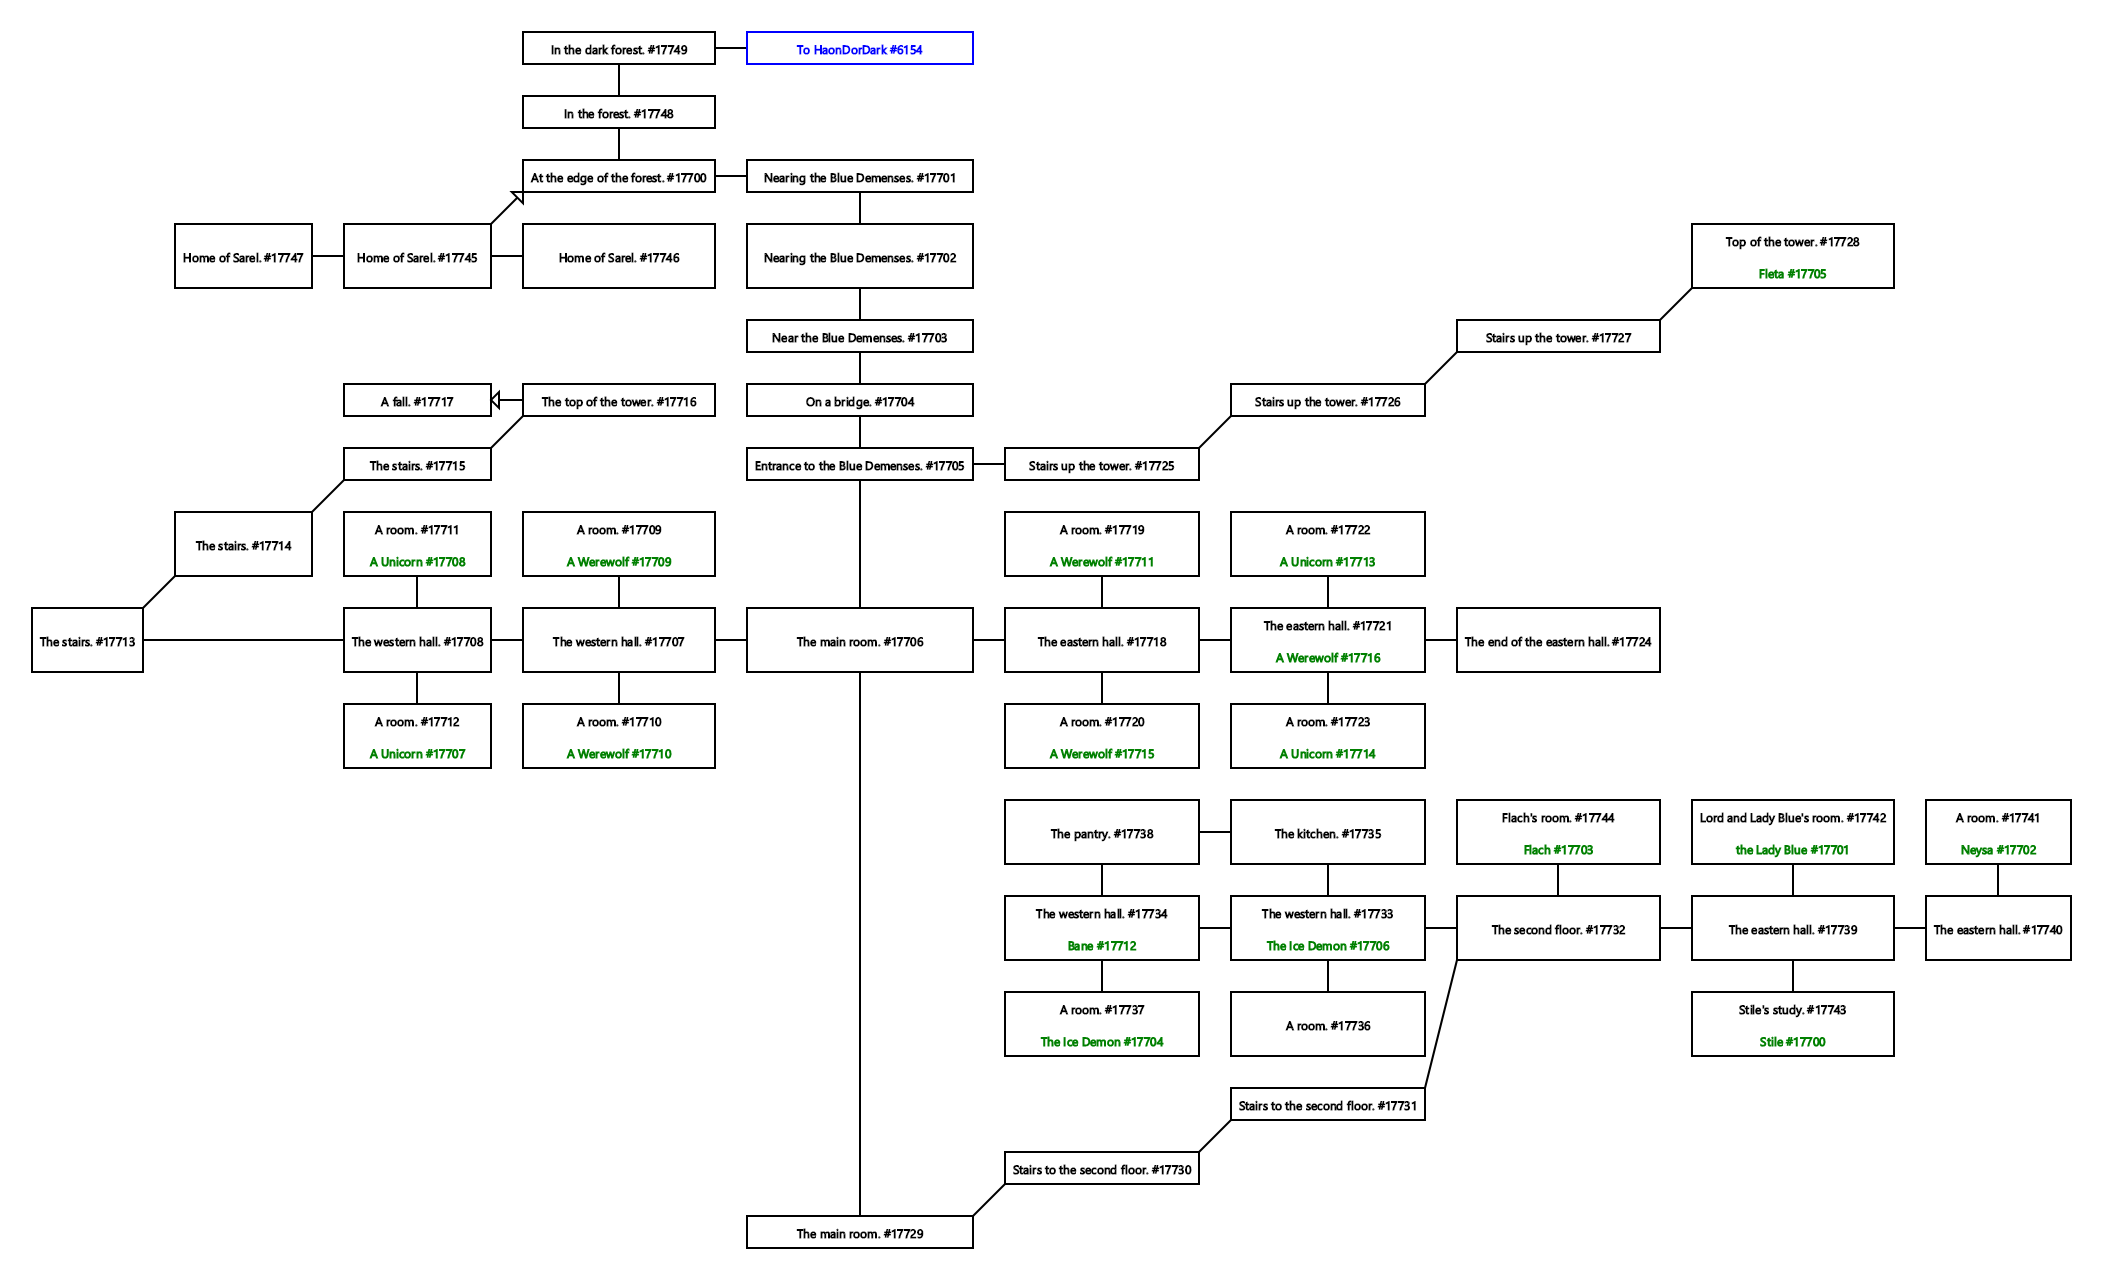 In the dark forest. #17749
To HaonDorDark #6154
In the forest. #17748
At the edge of the forest. #17700
Nearing the Blue Demenses. #17701
Home of Sarel. #17747
Home of Sarel. #17745
Home of Sarel. #17746
Nearing the Blue Demenses. #17702
Top of the tower. #17728
Fleta #17705
Near the Blue Demenses. #17703
Stairs up the tower. #17727
A fall. #17717
The top of the tower. #17716
On a bridge. #17704
Stairs up the tower. #17726
The stairs. #17715
Entrance to the Blue Demenses. #17705
Stairs up the tower. #17725
The stairs. #17714
A room. #17711
A Unicorn #17708
A room. #17709
A Werewolf #17709
A room. #17719
A Werewolf #17711
A room. #17722
A Unicorn #17713
The stairs. #17713
The western hall. #17708
The western hall. #17707
The main room. #17706
The eastern hall. #17718
The eastern hall. #17721
A Werewolf #17716
The end of the eastern hall. #17724
A room. #17712
A Unicorn #17707
A room. #17710
A Werewolf #17710
A room. #17720
A Werewolf #17715
A room. #17723
A Unicorn #17714
The pantry. #17738
The kitchen. #17735
Flach's room. #17744
Flach #17703
Lord and Lady Blue's room. #17742
the Lady Blue #17701
A room. #17741
Neysa #17702
The western hall. #17734
Bane #17712
The western hall. #17733
The Ice Demon #17706
The second floor. #17732
The eastern hall. #17739
The eastern hall. #17740
A room. #17737
The Ice Demon #17704
A room. #17736
Stile's study. #17743
Stile #17700
Stairs to the second floor. #17731
Stairs to the second floor. #17730
The main room. #17729